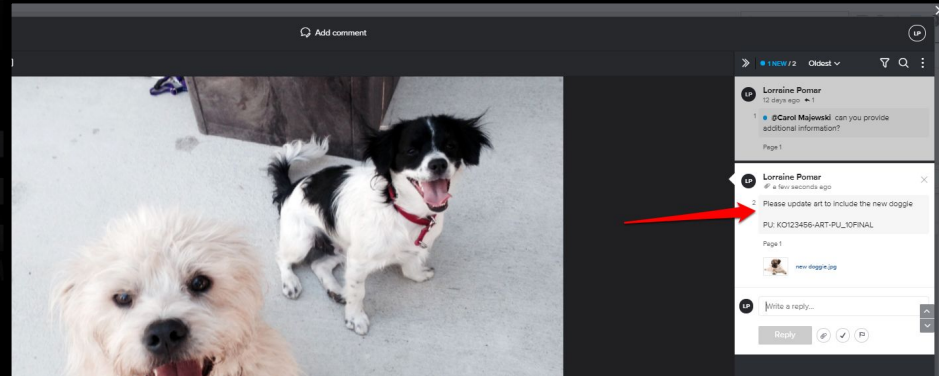 Add comment
LP
1 NEW / 2 Oldest
LP Lorraine Pomar
12 days ago 1
1 @Carol Majewski can you provide
additional information?
Page 1
LP Lorraine Pomar
a few seconds ago
2 Please update art to include the new doggie
PU: KO123456-ART-PU_10FINAL
Page 1
new doggie.jpg
LP Write a reply...
Reply